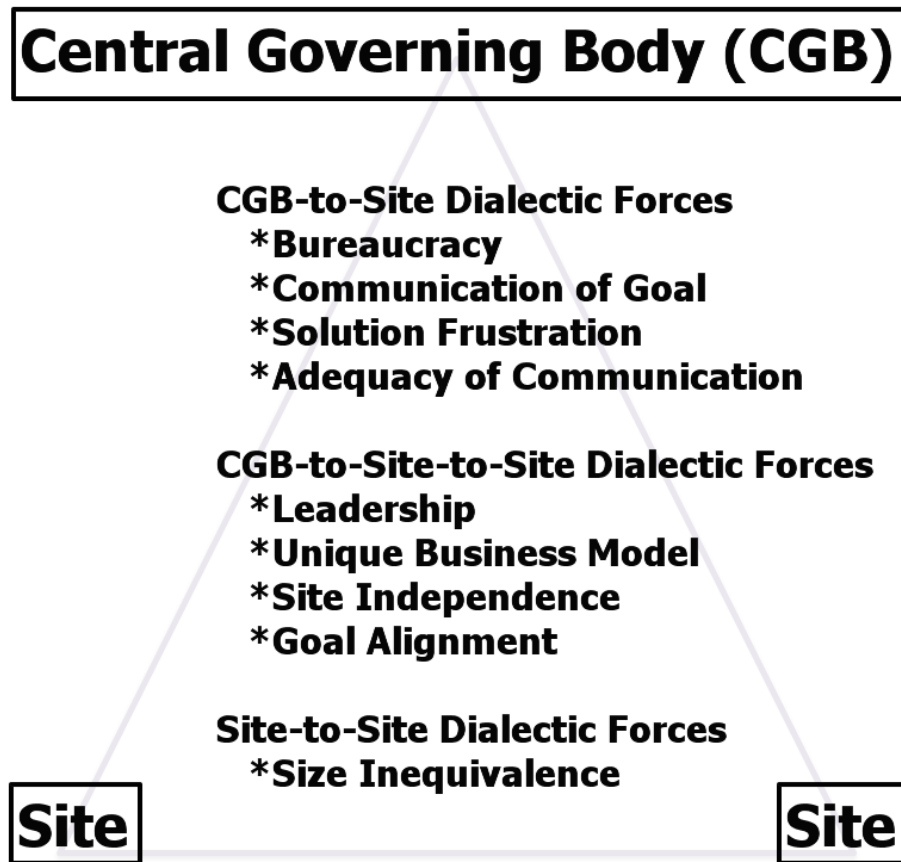 Central Governing Body (CGB)
CGB-to-Site Dialectic Forces
*Bureaucracy
*Communication of Goal
*Solution Frustration
*Adequacy of Communication
CGB-to-Site-to-Site Dialectic Forces
*Leadership
*Unique Business Model
*Site Independence
*Goal Alignment
Site-to-Site Dialectic Forces
*Size Inequivalence
Site
Site